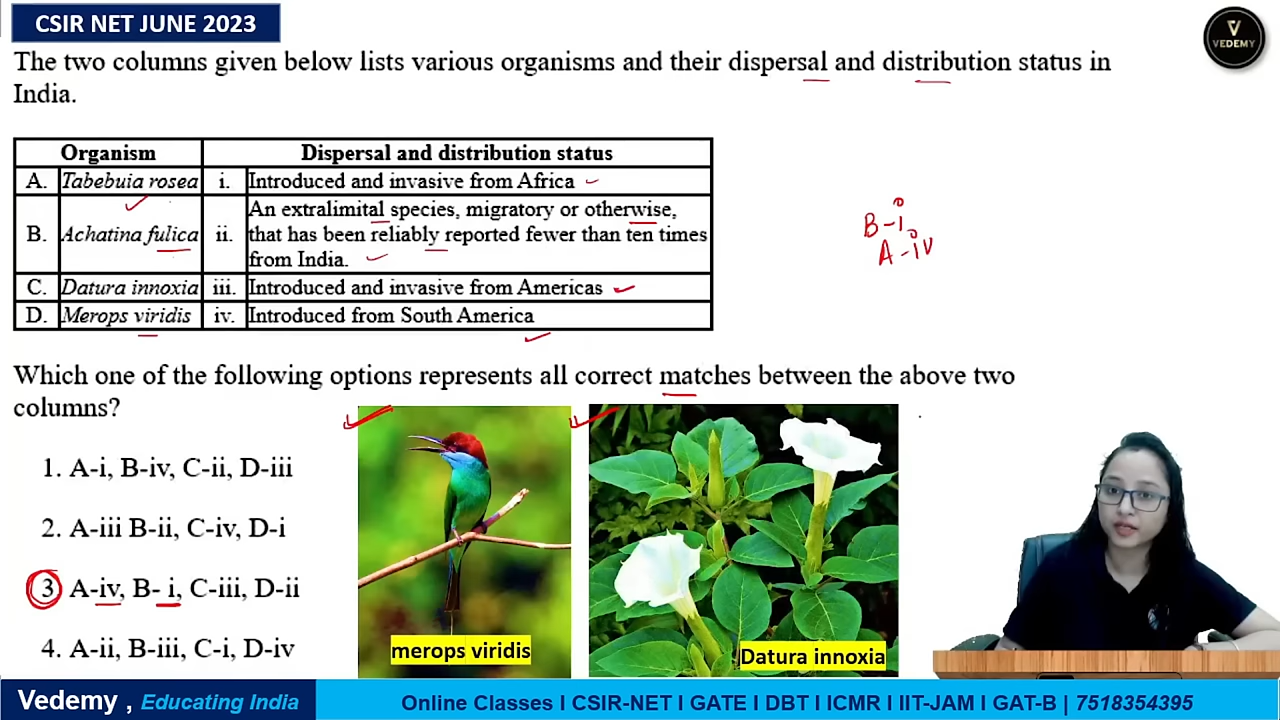 CSIR NET JUNE 2023
VEDEMY
The two columns given below lists various organisms and their dispersal and distribution status in
India.
Organism Dispersal and distribution status
A. Tabebuia rosea i. Introduced and invasive from Africa
B. Achatina fulica ii. An extralimital species, migratory or otherwise,
that has been reliably reported fewer than ten times
from India.
C. Datura innoxia iii. Introduced and invasive from Americas
D. Merops viridis iv. Introduced from South America
B-i
A-iv
Which one of the following options represents all correct matches between the above two
columns?
1. A-i, B-iv, C-ii, D-iii
2. A-iii B-ii, C-iv, D-i
3 A-iv, B- i, C-iii, D-ii
4. A-ii, B-iii, C-i, D-iv
merops viridis
Datura innoxia
Vedemy , Educating India
Online Classes I CSIR-NET I GATE I DBT I ICMR I IIT-JAM I GAT-B | 7518354395